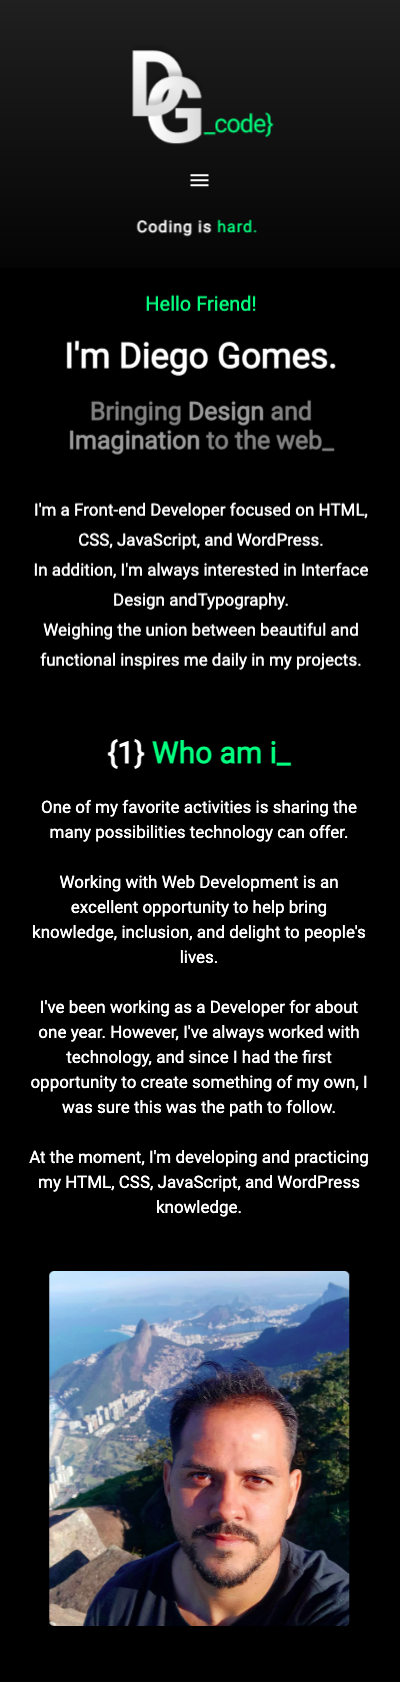 DG_code}
Coding is hard.
Hello Friend!
I'm Diego Gomes.
Bringing Design and
Imagination to the web_
I'm a Front-end Developer focused on HTML,
CSS, JavaScript, and WordPress.
In addition, I'm always interested in Interface
Design andTypography.
Weighing the union between beautiful and
functional inspires me daily in my projects.
{1} Who am i_
One of my favorite activities is sharing the
many possibilities technology can offer.
Working with Web Development is an
excellent opportunity to help bring
knowledge, inclusion, and delight to people's
lives.
I've been working as a Developer for about
one year. However, I've always worked with
technology, and since I had the first
opportunity to create something of my own, I
was sure this was the path to follow.
At the moment, I'm developing and practicing
my HTML, CSS, JavaScript, and WordPress
knowledge.